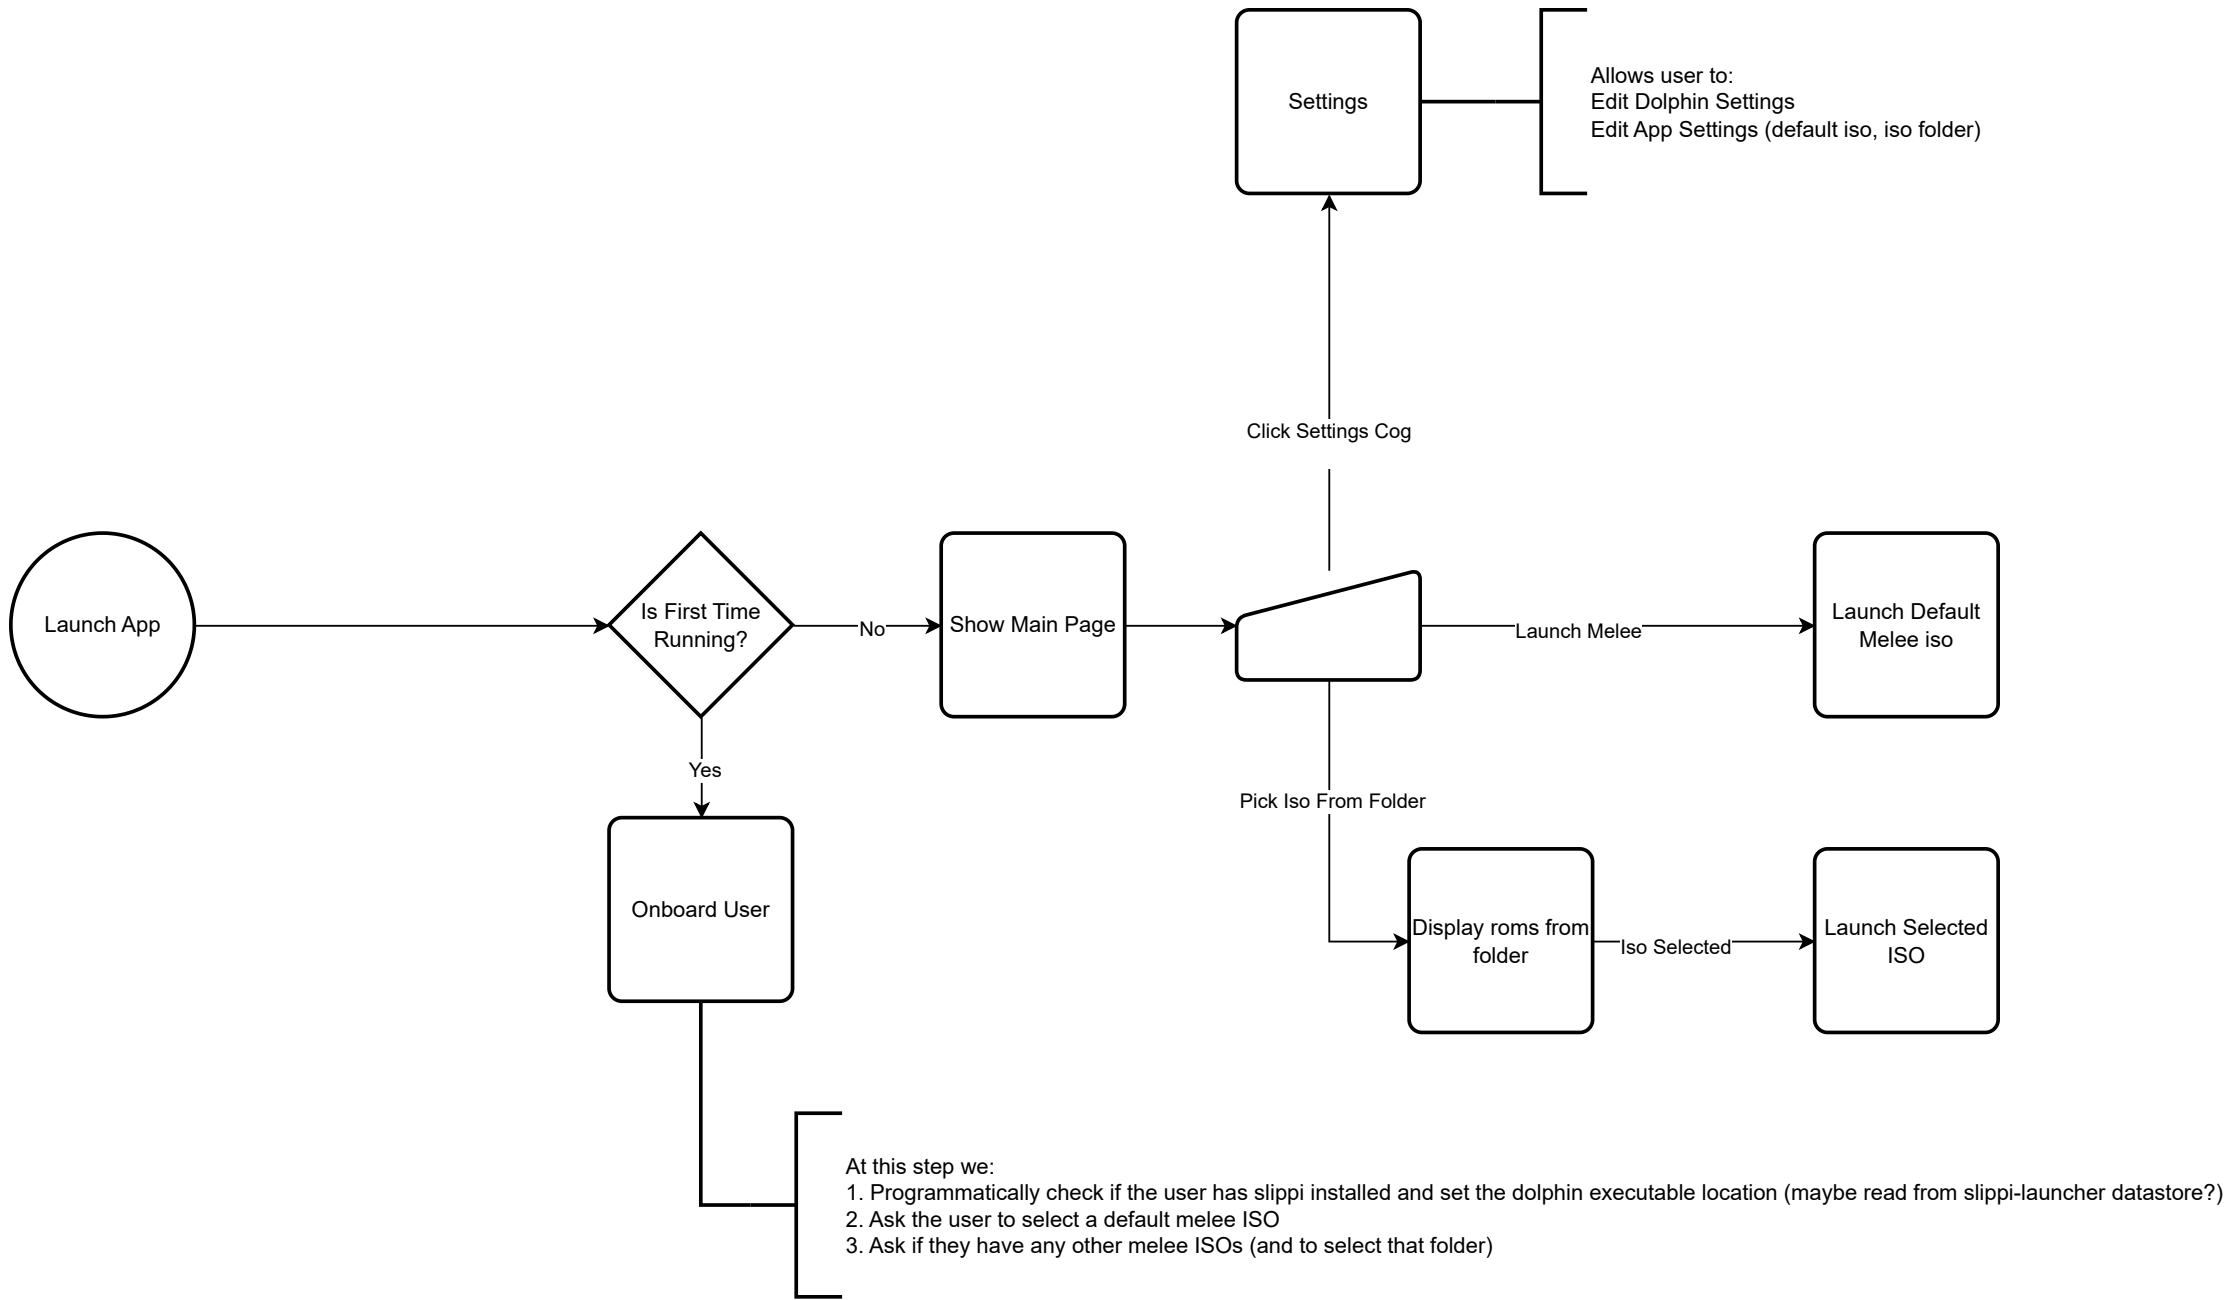 Settings
Allows user to:
Edit Dolphin Settings
Edit App Settings (default iso, iso folder)
Click Settings Cog
Launch App
Is First Time
Running?
No
Show Main Page
Launch Melee
Launch Default
Melee iso
Yes
Pick Iso From Folder
Onboard User
Display roms from
folder
Iso Selected
Launch Selected
ISO
At this step we:
1. Programmatically check if the user has slippi installed and set the dolphin executable location (maybe read from slippi-launcher datastore?)
2. Ask the user to select a default melee ISO
3. Ask if they have any other melee ISOs (and to select that folder)